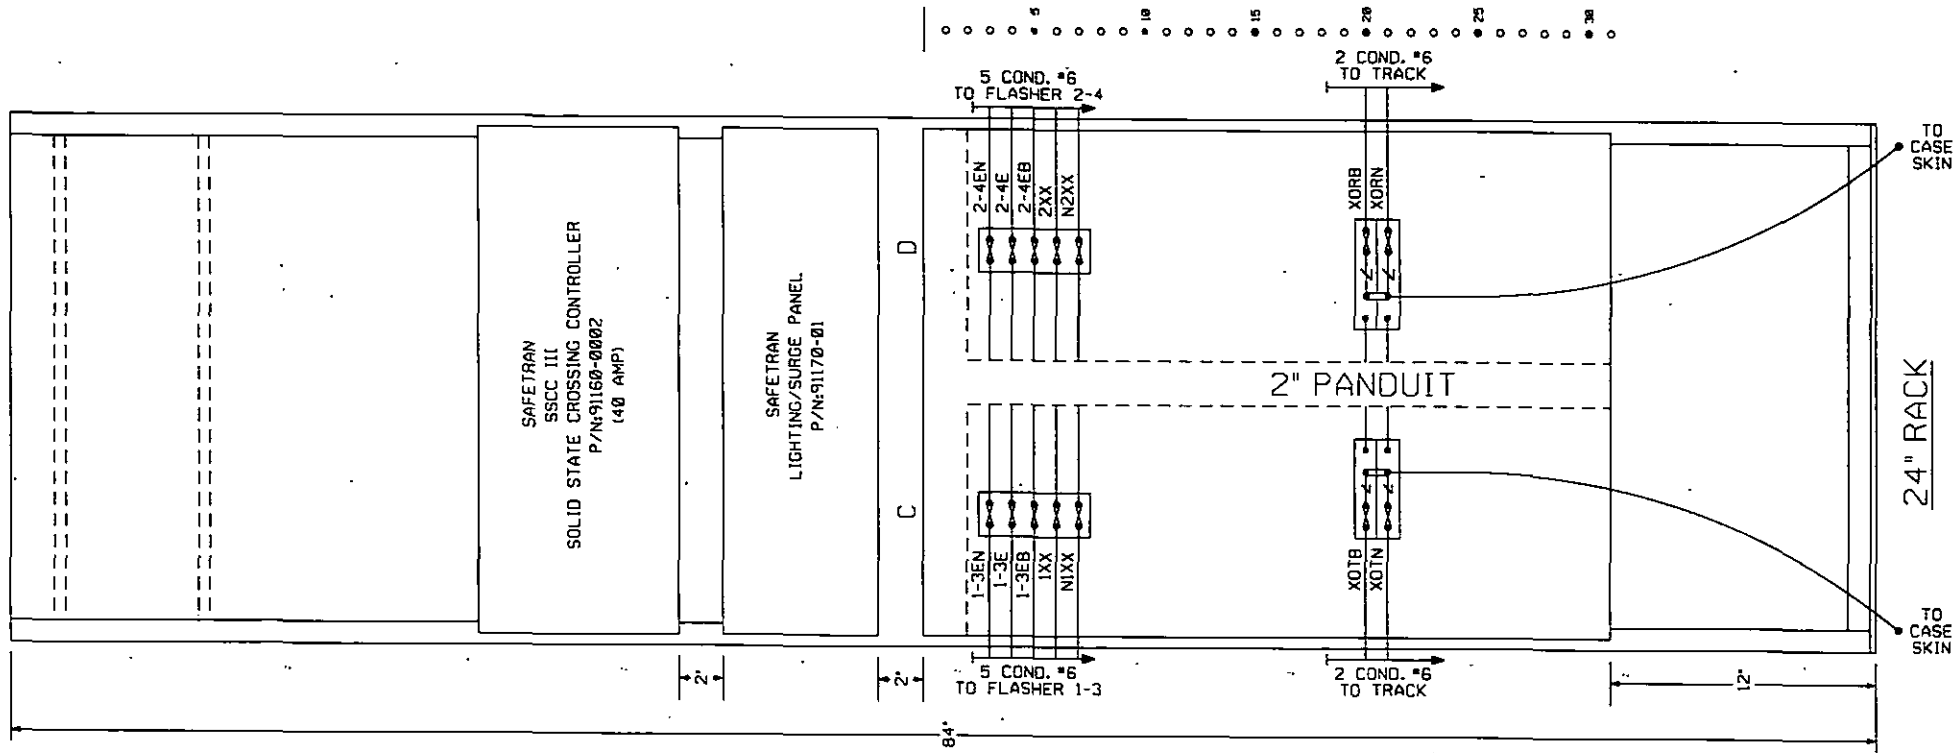 5
10
15
20
25
30
5 COND. #6
TO FLASHER 2-4
2 COND. #6
TO TRACK
TO
CASE
SKIN
2-4EN
2-4E
2-4EB
2XX
N2XX
XORB
XORN
SAFETRAN
SSCC III
SOLID STATE CROSSING CONTROLLER
P/N:91160-0002
(40 AMP)
SAFETRAN
LIGHTING/SURGE PANEL
P/N:91170-01
D
C
2" PANDUIT
24" RACK
1-3EN
1-3E
1-3EB
1XX
N1XX
XOTB
XOTN
TO
CASE
SKIN
5 COND. #6
TO FLASHER 1-3
2 COND. #6
TO TRACK
2"
2"
12"
84"